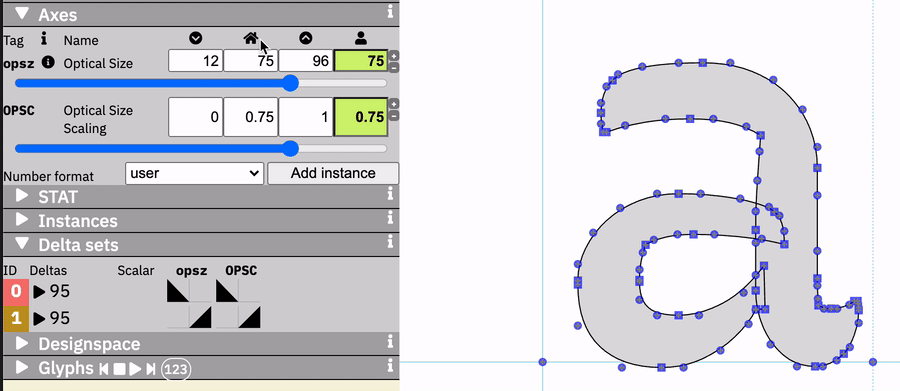 Axes
Tag Name
opsz Optical Size 12 75 96 75
OPSC Optical Size Scaling 0 0.75 1 0.75
Number format user Add instance
STAT
Instances
Delta sets
ID Deltas Scalar opsz OPSC
0 95
1 95
Designspace
Glyphs 123
a